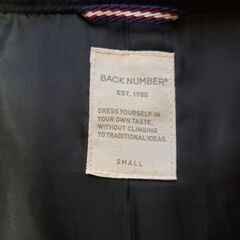 BACK NUMBER®
EST. 1980
DRESS YOURSELF IN
YOUR OWN TASTE,
WITHOUT CLINGING
TO TRADITIONAL IDEAS.
SMALL